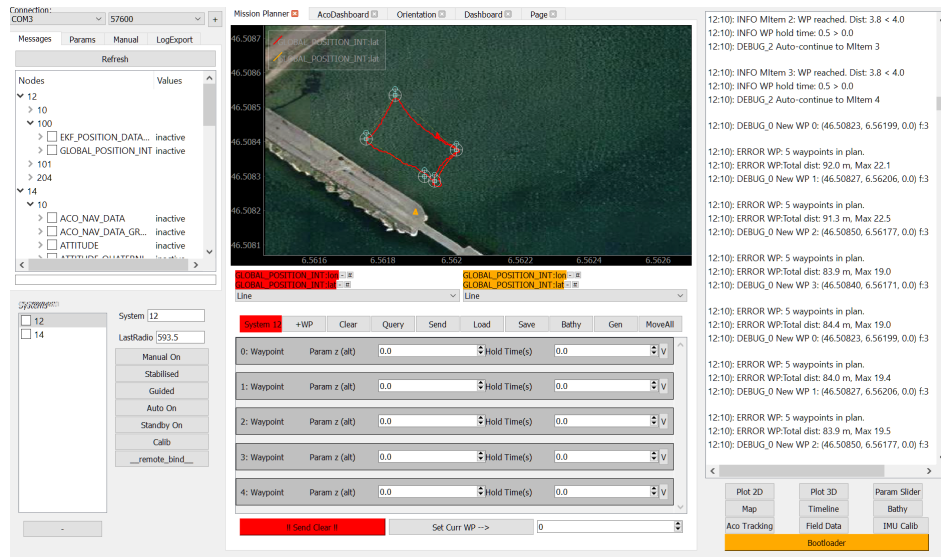 Connection:
COM3 57600 +
Messages Params Manual LogExport
Refresh
Nodes Values
12
10
100
EKF_POSITION_DATA... inactive
GLOBAL_POSITION_INT inactive
101
204
14
10
ACO_NAV_DATA inactive
ACO_NAV_DATA_GR... inactive
ATTITUDE inactive
ATTITUDE_QUATERNI... inactive
Systems
12
14
System 12
LastRadio 593.5
Manual On
Stabilised
Guided
Auto On
Standby On
Calib
__remote_bind__
-
Mission Planner AcoDashboard Orientation Dashboard Page
GLOBAL_POSITION_INT:lat
GLOBAL_POSITION_INT:lat
46.5087
46.5086
46.5085
46.5084
46.5083
46.5082
46.5081
6.5616 6.5618 6.562 6.5622 6.5624 6.5626
GLOBAL_POSITION_INT:lon GLOBAL_POSITION_INT:lon
GLOBAL_POSITION_INT:lat GLOBAL_POSITION_INT:lat
Line Line
System 12 +WP Clear Query Send Load Save Bathy Gen MoveAll
0: Waypoint Param z (alt) 0.0 Hold Time(s) 0.0 V
1: Waypoint Param z (alt) 0.0 Hold Time(s) 0.0 V
2: Waypoint Param z (alt) 0.0 Hold Time(s) 0.0 V
3: Waypoint Param z (alt) 0.0 Hold Time(s) 0.0 V
4: Waypoint Param z (alt) 0.0 Hold Time(s) 0.0 V
!! Send Clear !! Set Curr WP --> 0
12:10): INFO MItem 2: WP reached. Dist: 3.8 < 4.0
12:10): INFO WP hold time: 0.5 > 0.0
12:10): DEBUG_2 Auto-continue to MItem 3
12:10): INFO MItem 3: WP reached. Dist: 3.8 < 4.0
12:10): INFO WP hold time: 0.5 > 0.0
12:10): DEBUG_2 Auto-continue to MItem 4
12:10): DEBUG_0 New WP 0: (46.50823, 6.56199, 0.0) f:3
12:10): ERROR WP: 5 waypoints in plan.
12:10): ERROR WP:Total dist: 92.0 m, Max 22.1
12:10): DEBUG_0 New WP 1: (46.50827, 6.56206, 0.0) f:3
12:10): ERROR WP: 5 waypoints in plan.
12:10): ERROR WP:Total dist: 91.3 m, Max 22.5
12:10): DEBUG_0 New WP 2: (46.50850, 6.56177, 0.0) f:3
12:10): ERROR WP: 5 waypoints in plan.
12:10): ERROR WP:Total dist: 83.9 m, Max 19.0
12:10): DEBUG_0 New WP 3: (46.50840, 6.56171, 0.0) f:3
12:10): ERROR WP: 5 waypoints in plan.
12:10): ERROR WP:Total dist: 84.4 m, Max 19.0
12:10): DEBUG_0 New WP 0: (46.50823, 6.56199, 0.0) f:3
12:10): ERROR WP: 5 waypoints in plan.
12:10): ERROR WP:Total dist: 84.0 m, Max 19.4
12:10): DEBUG_0 New WP 1: (46.50827, 6.56206, 0.0) f:3
12:10): ERROR WP: 5 waypoints in plan.
12:10): ERROR WP:Total dist: 83.9 m, Max 19.5
12:10): DEBUG_0 New WP 2: (46.50850, 6.56177, 0.0) f:3
Plot 2D Plot 3D Param Slider
Map Timeline Bathy
Aco Tracking Field Data IMU Calib
Bootloader